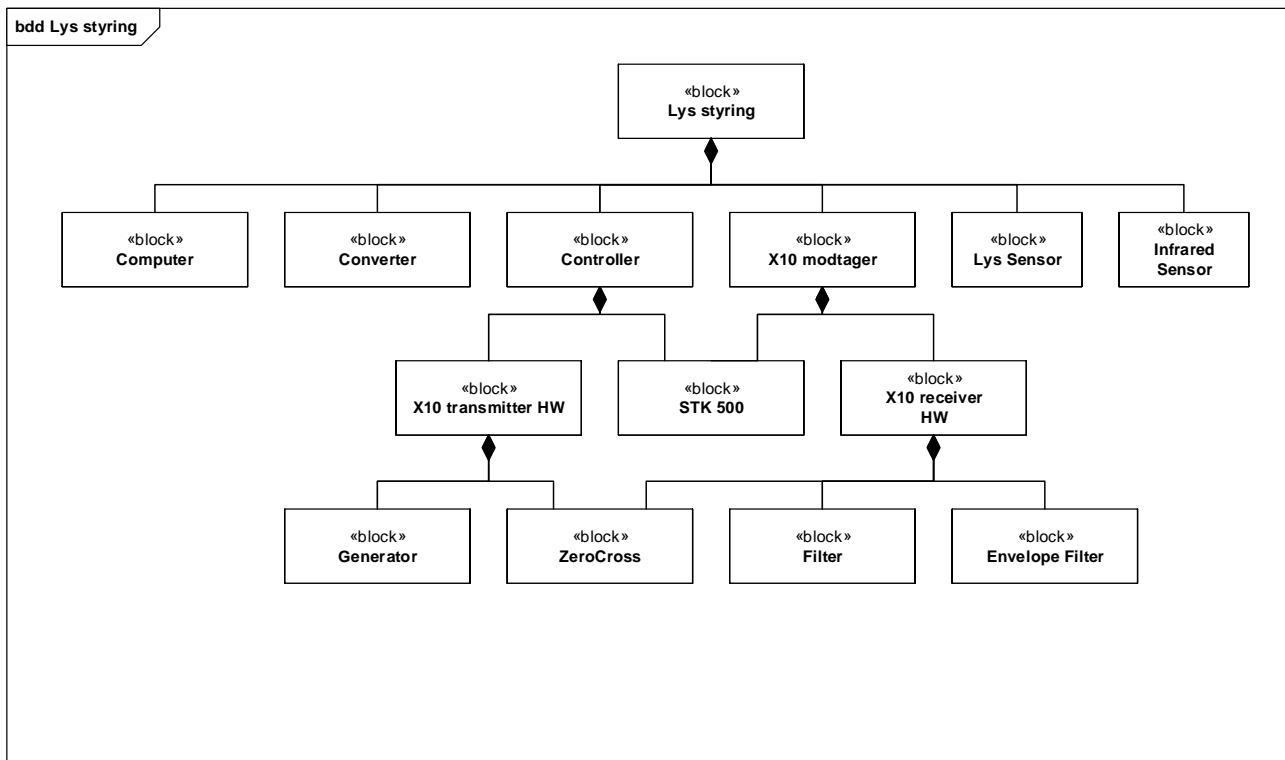 bdd Lys styring
«block»
Lys styring
«block»
Computer
«block»
Converter
«block»
Controller
«block»
X10 modtager
«block»
Lys Sensor
«block»
Infrared
Sensor
«block»
X10 transmitter HW
«block»
STK 500
«block»
X10 receiver
HW
«block»
Generator
«block»
ZeroCross
«block»
Filter
«block»
Envelope Filter